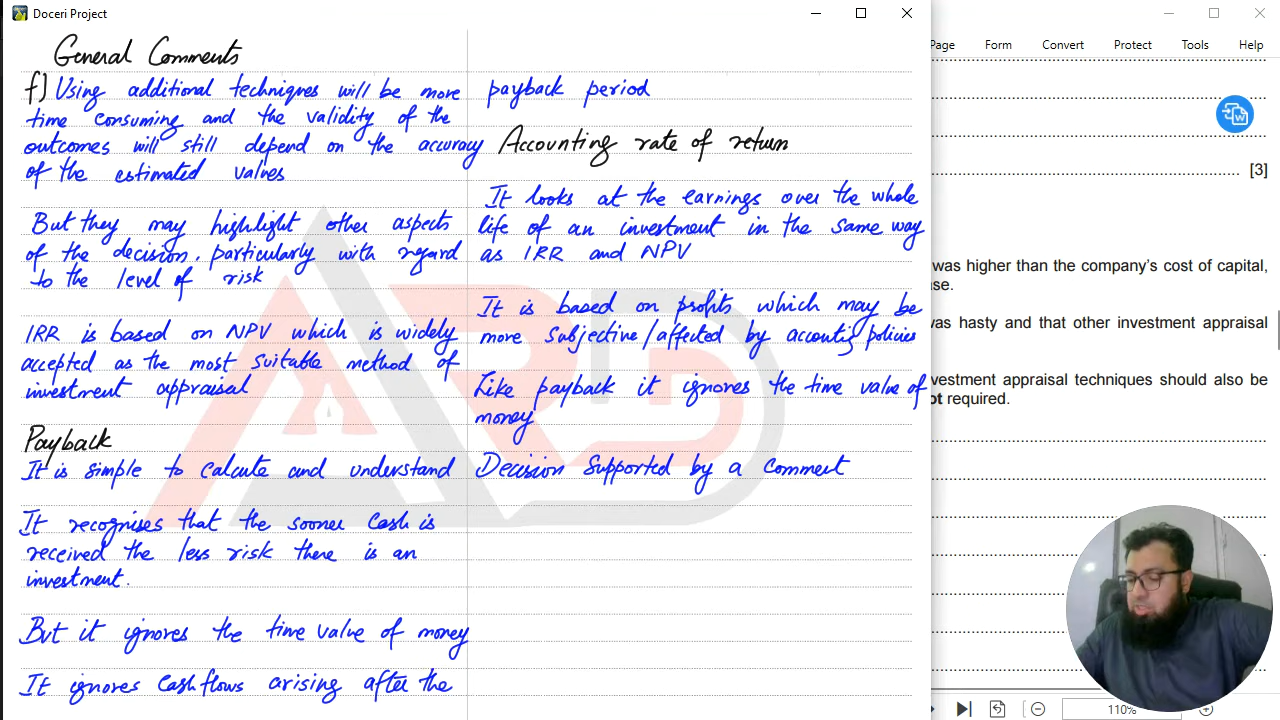 Doceri Project
General Comments
f) Using additional techniques will be more
time consuming and the validity of the
outcomes will still depend on the accuracy
of the estimated values
But they may highlight other aspects
of the decision, particularly with regard
to the level of risk
IRR is based on NPV which is widely
accepted as the most suitable method of
investment appraisal
Payback
It is simple to calcute and understand
It recognises that the sooner cash is
received the less risk there is an
investment.
But it ignores the time value of money
It ignores cashflows arising after the
payback period
Accounting rate of return
It looks at the earnings over the whole
life of an investment in the same way
as IRR and NPV
It is based on profits which may be
more subjective/affected by accountig policies
Like payback it ignores the time value of
money
Decision supported by a comment
Page Form Convert Protect Tools Help
[3]
was higher than the company's cost of capital,
use.
was hasty and that other investment appraisal
vestment appraisal techniques should also be
ot required.
110%